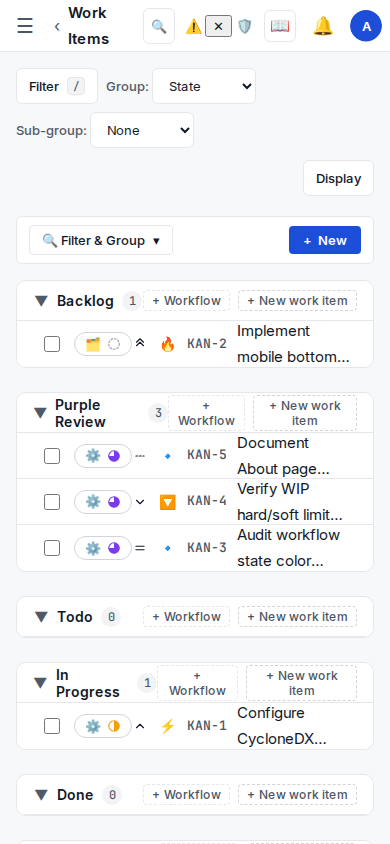 Work
Items
A
Filter /
Group: State
Sub-group: None
Display
Filter & Group
+ New
Backlog 1 + Workflow + New work item
KAN-2 Implement
mobile bottom...
Purple
Review 3 +
Workflow + New work
item
KAN-5 Document
About page...
KAN-4 Verify WIP
hard/soft limit...
KAN-3 Audit workflow
state color...
Todo 0 + Workflow + New work item
In
Progress 1 +
Workflow + New work
item
KAN-1 Configure
CycloneDX...
Done 0 + Workflow + New work item